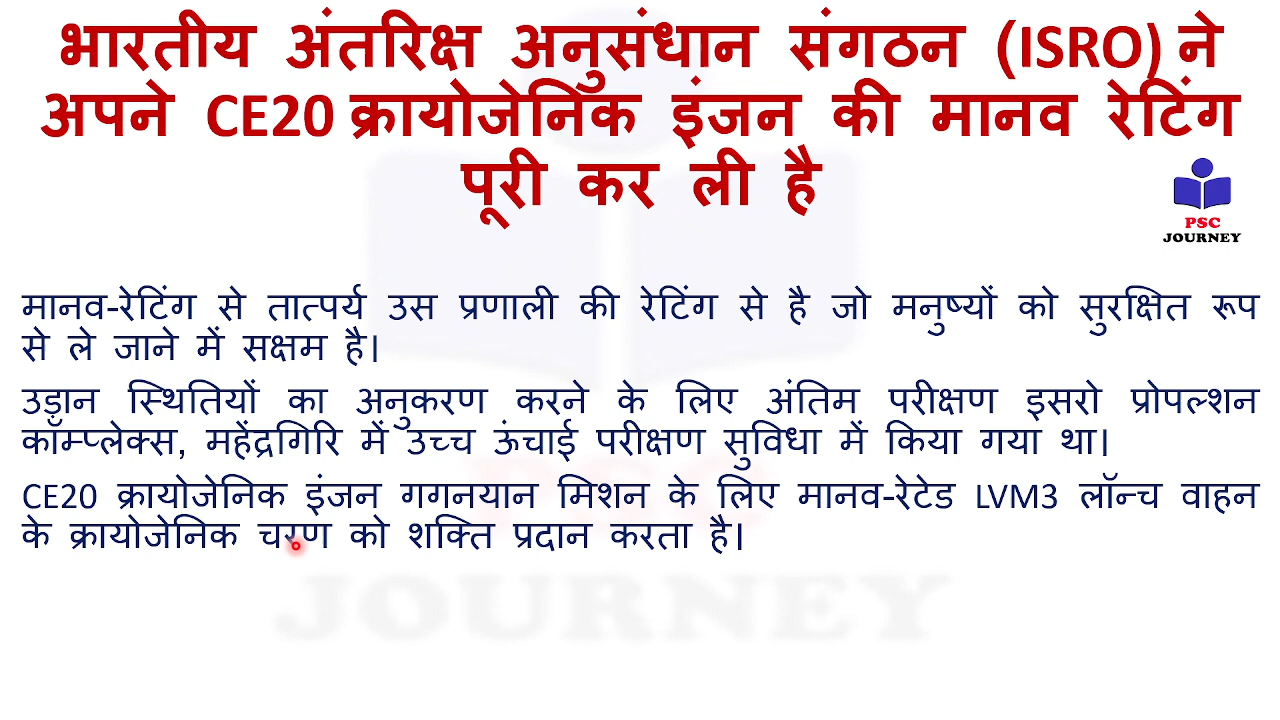 भारतीय अंतरिक्ष अनुसंधान संगठन (ISRO) ने
अपने CE20 क्रायोजेनिक इंजन की मानव रेटिंग
पूरी कर ली है
PSC
JOURNEY
मानव-रेटिंग से तात्पर्य उस प्रणाली की रेटिंग से है जो मनुष्यों को सुरक्षित रूप
से ले जाने में सक्षम है।
उड़ान स्थितियों का अनुकरण करने के लिए अंतिम परीक्षण इसरो प्रोपल्शन
कॉम्प्लेक्स, महेंद्रगिरि में उच्च ऊंचाई परीक्षण सुविधा में किया गया था।
CE20 क्रायोजेनिक इंजन गगनयान मिशन के लिए मानव-रेटेड LVM3 लॉन्च वाहन
के क्रायोजेनिक चरण को शक्ति प्रदान करता है।
PSC
JOURNEY